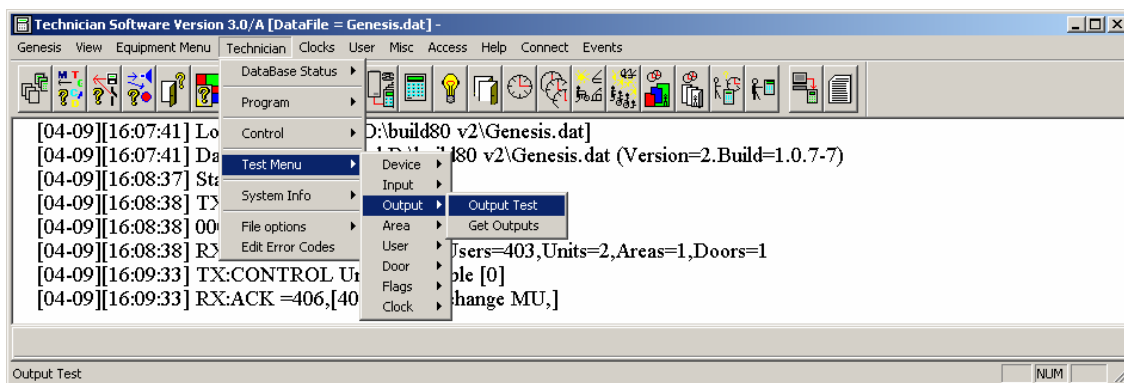 Technician Software Version 3.0/A [DataFile = Genesis.dat] -
Genesis View Equipment Menu Technician Clocks User Misc Access Help Connect Events
DataBase Status
Program
Control
Test Menu
System Info
File options
Edit Error Codes
Device
Input
Output
Area
User
Door
Flags
Clock
Output Test
Get Outputs
[04-09][16:07:41] Lo D:\build80 v2\Genesis.dat]
[04-09][16:07:41] Da 80 v2\Genesis.dat (Version=2.Build=1.0.7-7)
[04-09][16:08:37] Sta
[04-09][16:08:38] TX
[04-09][16:08:38] 00
[04-09][16:08:38] RX Users=403,Units=2,Areas=1,Doors=1
[04-09][16:09:33] TX:CONTROL Un ble [0]
[04-09][16:09:33] RX:ACK =406,[40 hange MU,]
Output Test
NUM